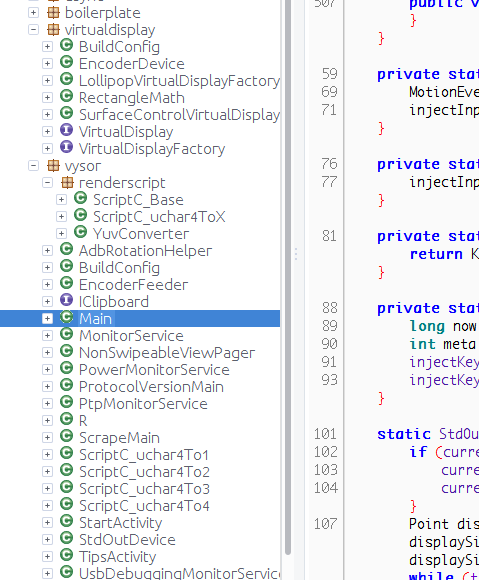 async
boilerplate
virtualdisplay
BuildConfig
EncoderDevice
LollipopVirtualDisplayFactory
RectangleMath
SurfaceControlVirtualDisplay
VirtualDisplay
VirtualDisplayFactory
vysor
renderscript
ScriptC_Base
ScriptC_uchar4ToX
YuvConverter
AdbRotationHelper
BuildConfig
EncoderFeeder
IClipboard
Main
MonitorService
NonSwipeableViewPager
PowerMonitorService
ProtocolVersionMain
PtpMonitorService
R
ScrapeMain
ScriptC_uchar4To1
ScriptC_uchar4To2
ScriptC_uchar4To3
ScriptC_uchar4To4
StartActivity
StdOutDevice
TipsActivity
UsbDebuggingMonitorService
507 public v
}
}
59 private stat
69 MotionEve
71 injectInp
}
76 private stat
77 injectInp
}
81 private stat
return K
}
88 private stat
89 long now
90 int meta
91 injectKey
93 injectKey
}
101 static StdOu
102 if (curre
103 curre
104 curre
}
107 Point dis
displaySi
displaySi
while (t